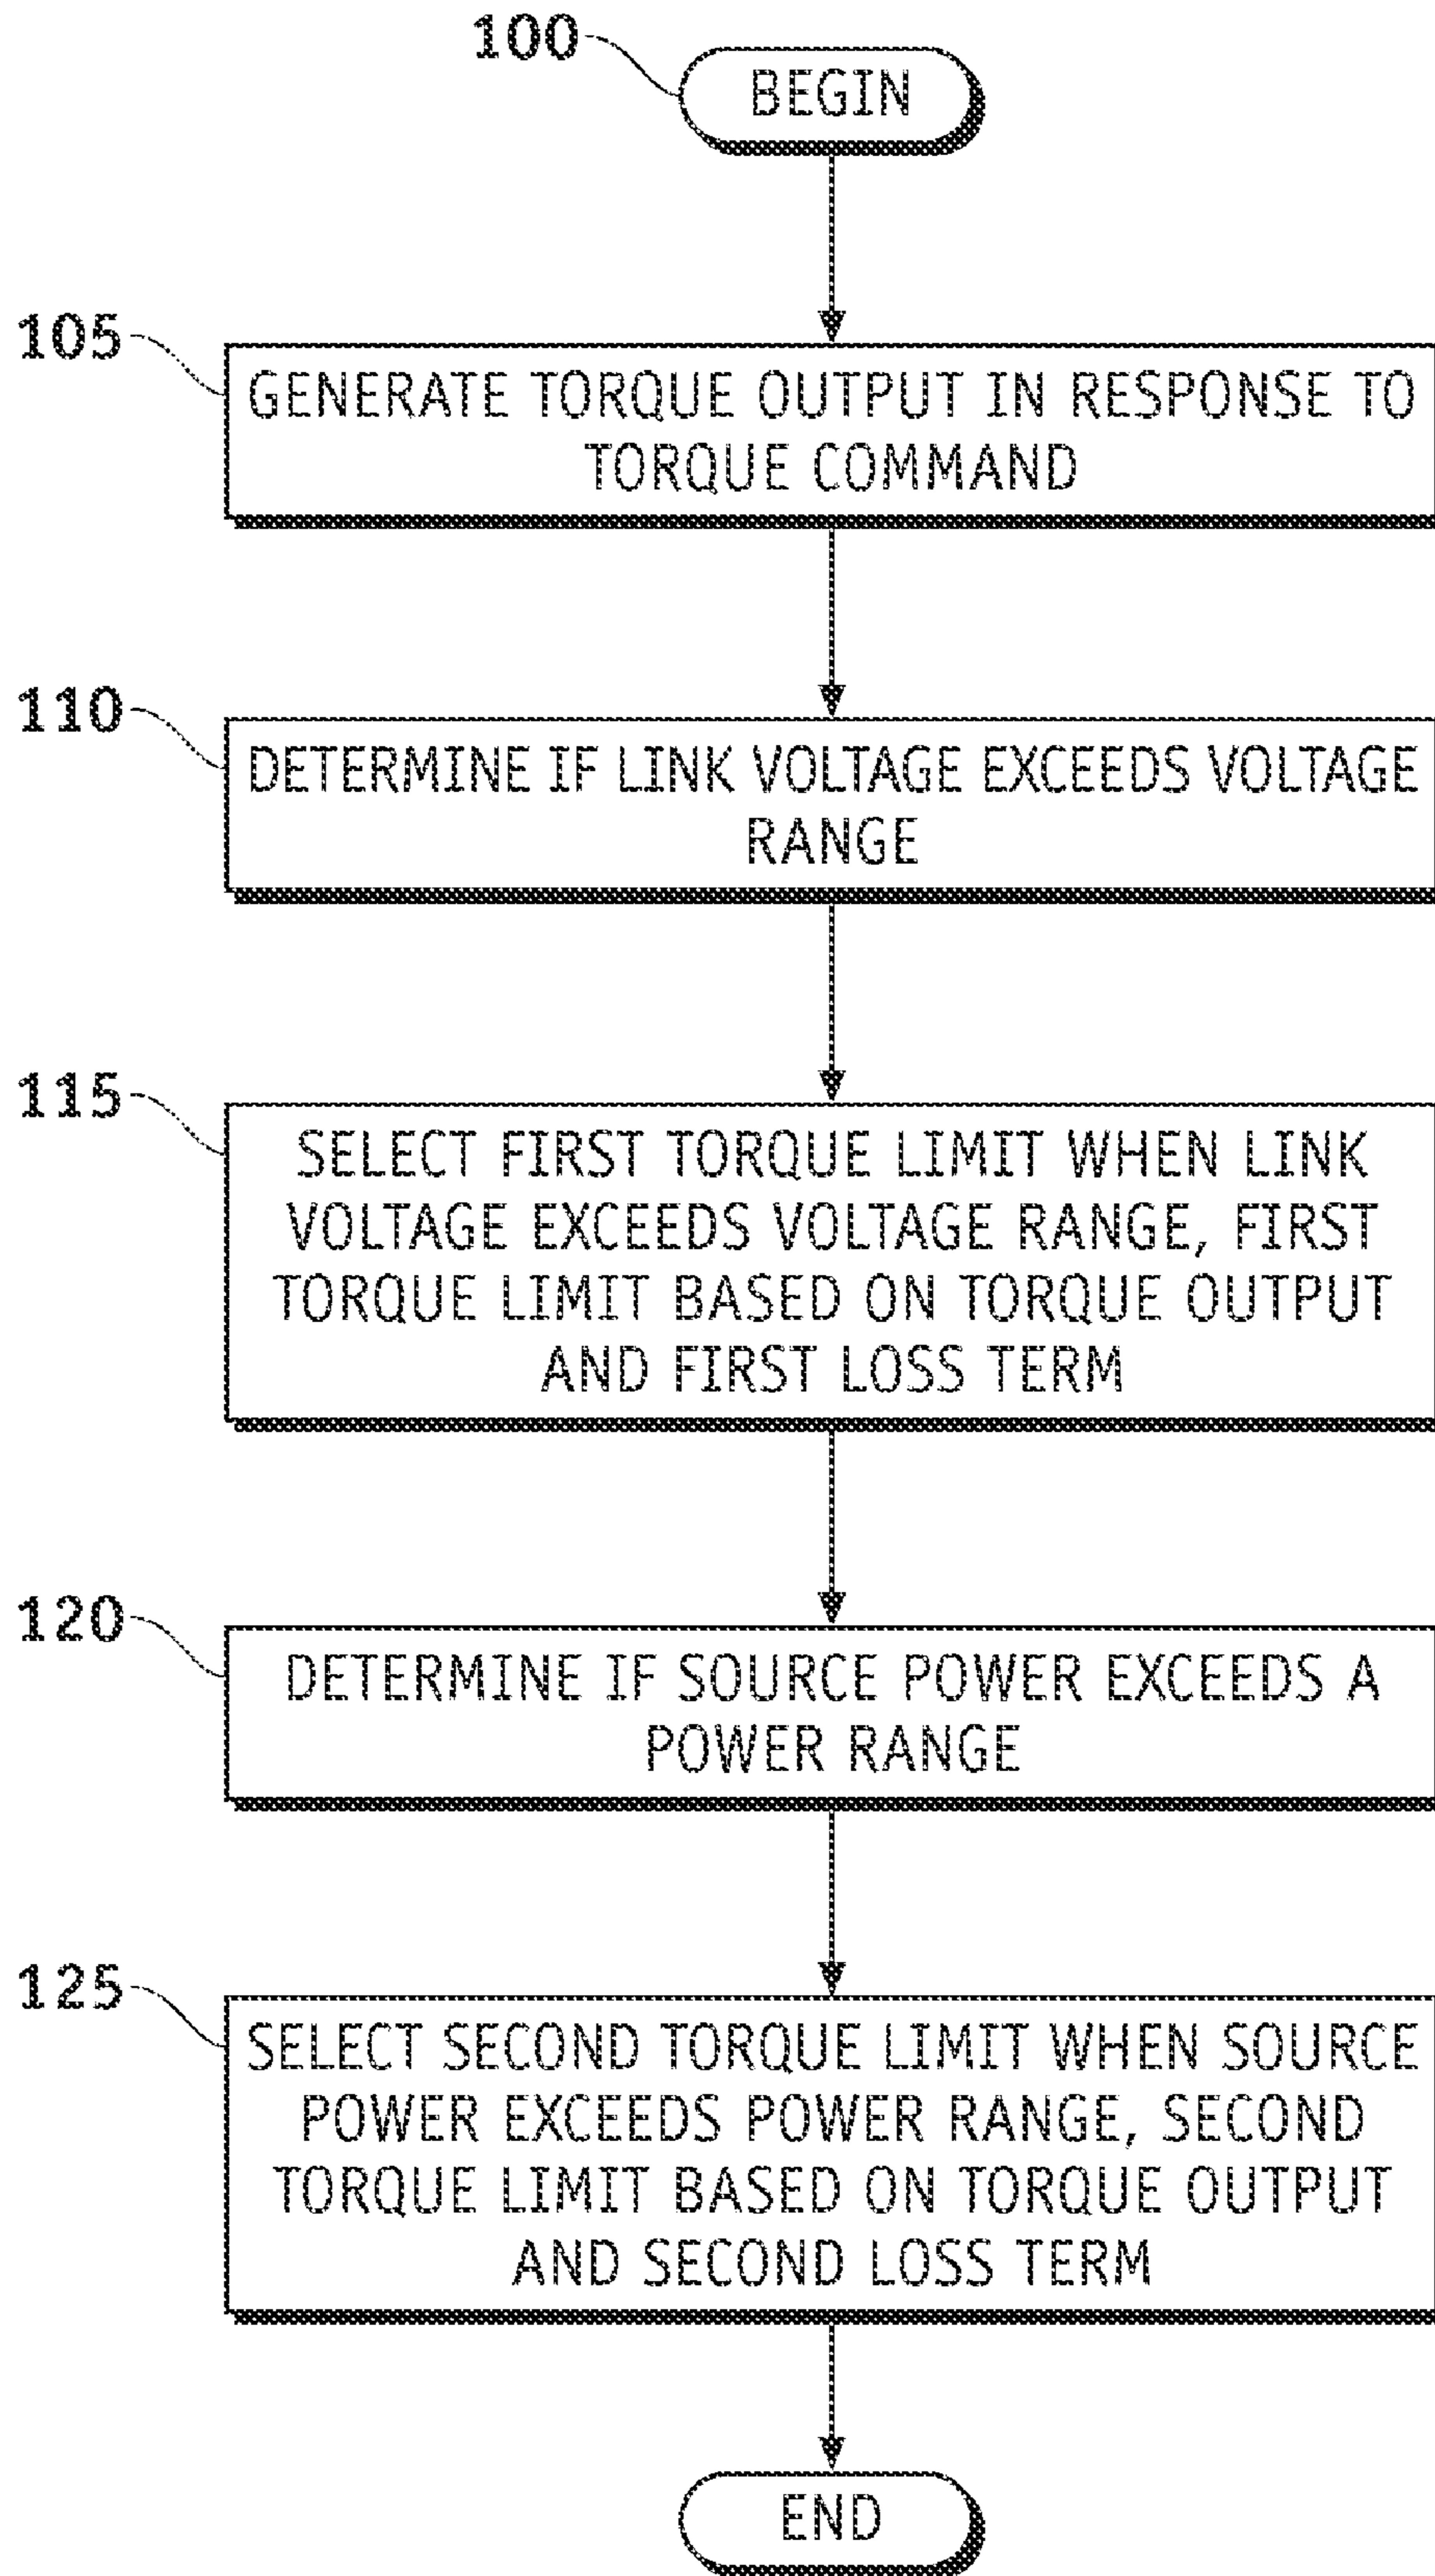 100
BEGIN
105
GENERATE TORQUE OUTPUT IN RESPONSE TO
TORQUE COMMAND
110
DETERMINE IF LINK VOLTAGE EXCEEDS VOLTAGE
RANGE
115
SELECT FIRST TORQUE LIMIT WHEN LINK
VOLTAGE EXCEEDS VOLTAGE RANGE, FIRST
TORQUE LIMIT BASED ON TORQUE OUTPUT
AND FIRST LOSS TERM
120
DETERMINE IF SOURCE POWER EXCEEDS A
POWER RANGE
125
SELECT SECOND TORQUE LIMIT WHEN SOURCE
POWER EXCEEDS POWER RANGE, SECOND
TORQUE LIMIT BASED ON TORQUE OUTPUT
AND SECOND LOSS TERM
END